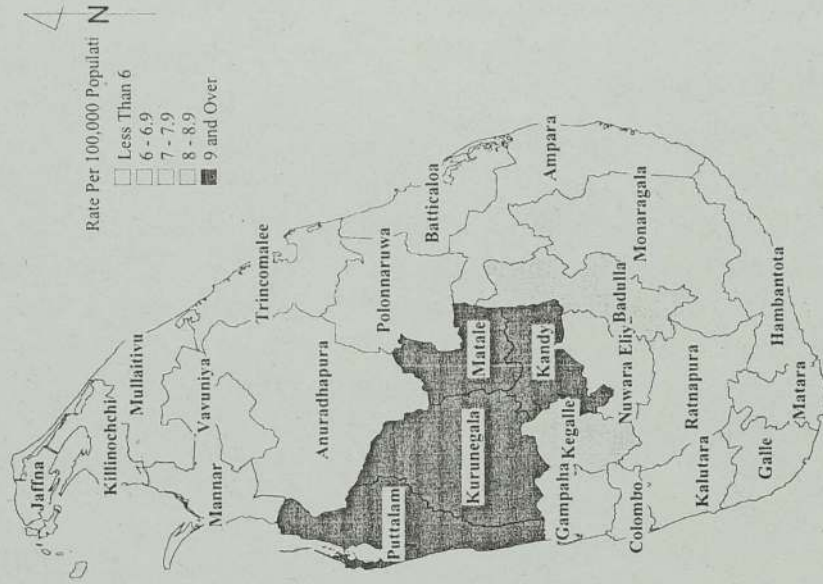 N
Rate Per 100,000 Populati
Less Than 6
6 - 6.9
7 - 7.9
8 - 8.9
9 and Over
Jaffna
Killinochchi
Mullaitivu
Mannar
Vavuniya
Trincomalee
Anuradhapura
Polonnaruwa
Puttalam
Batticaloa
Kurunegala
Matale
Ampara
Kandy
Gampaha
Kegalle
Badulla
Nuwara Eliy
Monaragala
Colombo
Ratnapura
Kalutara
Hambantota
Galle
Matara